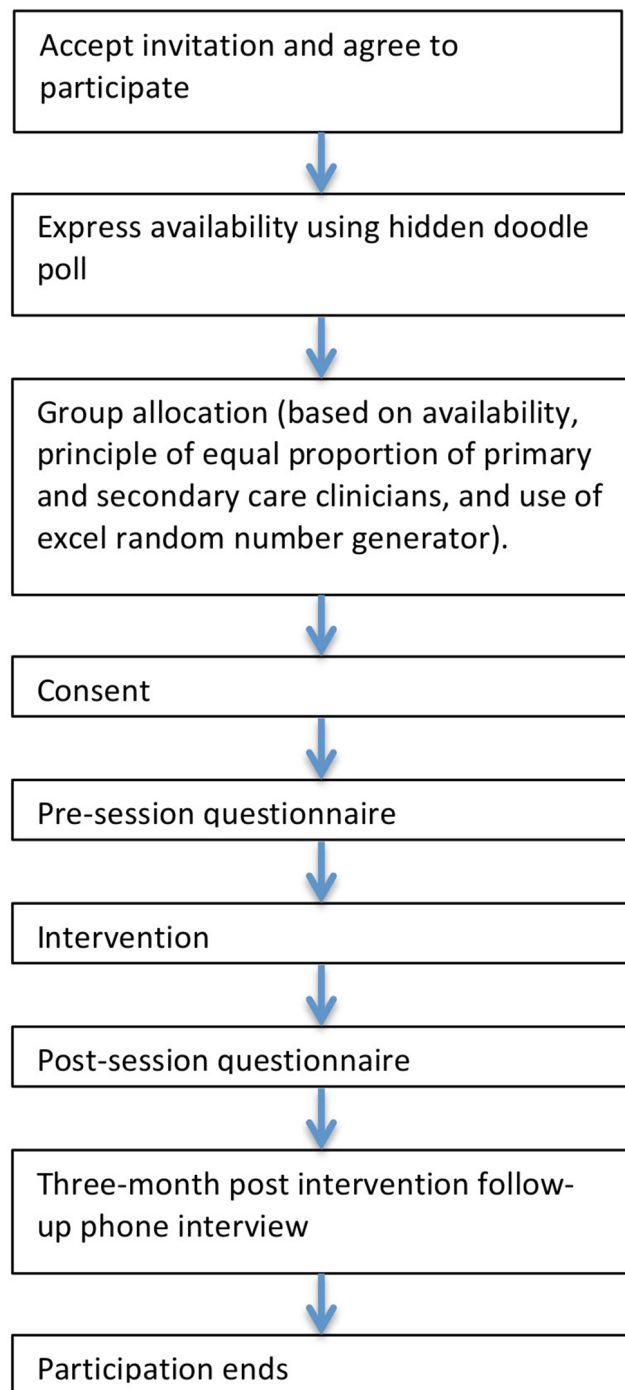 Accept invitation and agree to
participate
Express availability using hidden doodle
poll
Group allocation (based on availability,
principle of equal proportion of primary
and secondary care clinicians, and use of
excel random number generator).
Consent
Pre-session questionnaire
Intervention
Post-session questionnaire
Three-month post intervention follow-
up phone interview
Participation ends